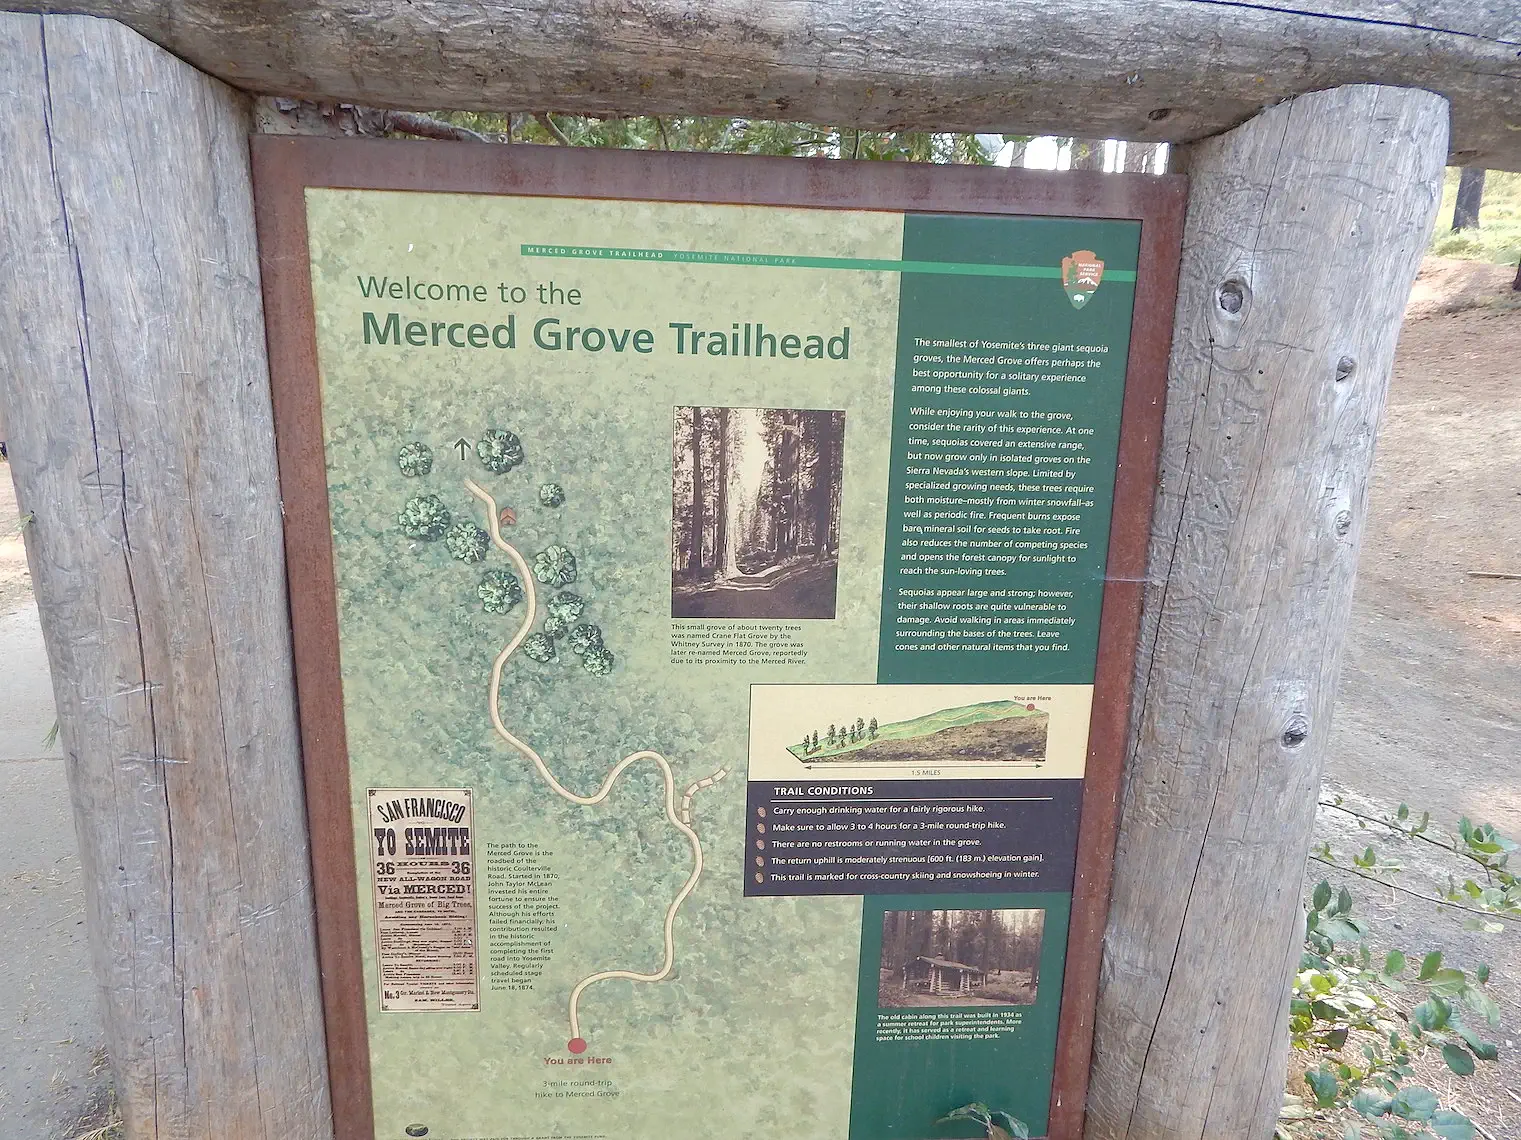 MERCED GROVE TRAILHEAD YOSEMITE NATIONAL PARK
NATIONAL
PARK
SERVICE
Welcome to the
Merced Grove Trailhead
The smallest of Yosemite's three giant sequoia
groves, the Merced Grove offers perhaps the
best opportunity for a solitary experience
among these colossal giants.
While enjoying your walk to the grove,
consider the rarity of this experience. At one
time, sequoias covered an extensive range,
but now grow only in isolated groves on the
Sierra Nevada's western slope. Limited by
specialized growing needs, these trees require
both moisture–mostly from winter snowfall–as
well as periodic fire. Frequent burns expose
bare mineral soil for seeds to take root. Fire
also reduces the number of competing species
and opens the forest canopy for sunlight to
reach the sun-loving trees.
Sequoias appear large and strong; however,
their shallow roots are quite vulnerable to
damage. Avoid walking in areas immediately
surrounding the bases of the trees. Leave
cones and other natural items that you find.
This small grove of about twenty trees
was named Crane Flat Grove by the
Whitney Survey in 1870. The grove was
later re-named Merced Grove, reportedly
due to its proximity to the Merced River.
You are Here
1.5 MILES
TRAIL CONDITIONS
Carry enough drinking water for a fairly rigorous hike.
Make sure to allow 3 to 4 hours for a 3-mile round-trip hike.
There are no restrooms or running water in the grove.
The return uphill is moderately strenuous [600 ft. (183 m.) elevation gain].
This trail is marked for cross-country skiing and snowshoeing in winter.
SAN FRANCISCO
TO
YO SEMITE
36 HOURS 36
NEW ALL-WAGON ROAD
Via MERCED!
Merced Grove of Big Trees,
The path to the
Merced Grove is the
roadbed of the
historic Coulterville
Road. Started in 1870,
John Taylor McLean
invested his entire
fortune to ensure the
success of the project.
Although his efforts
failed financially, his
contribution resulted
in the historic
accomplishment of
completing the first
road into Yosemite
Valley. Regularly
scheduled stage
travel began
June 18, 1874.
The old cabin along this trail was built in 1934 as
a summer retreat for park superintendents. More
recently, it has served as a retreat and learning
space for school children visiting the park.
You are Here
3-mile round-trip
hike to Merced Grove